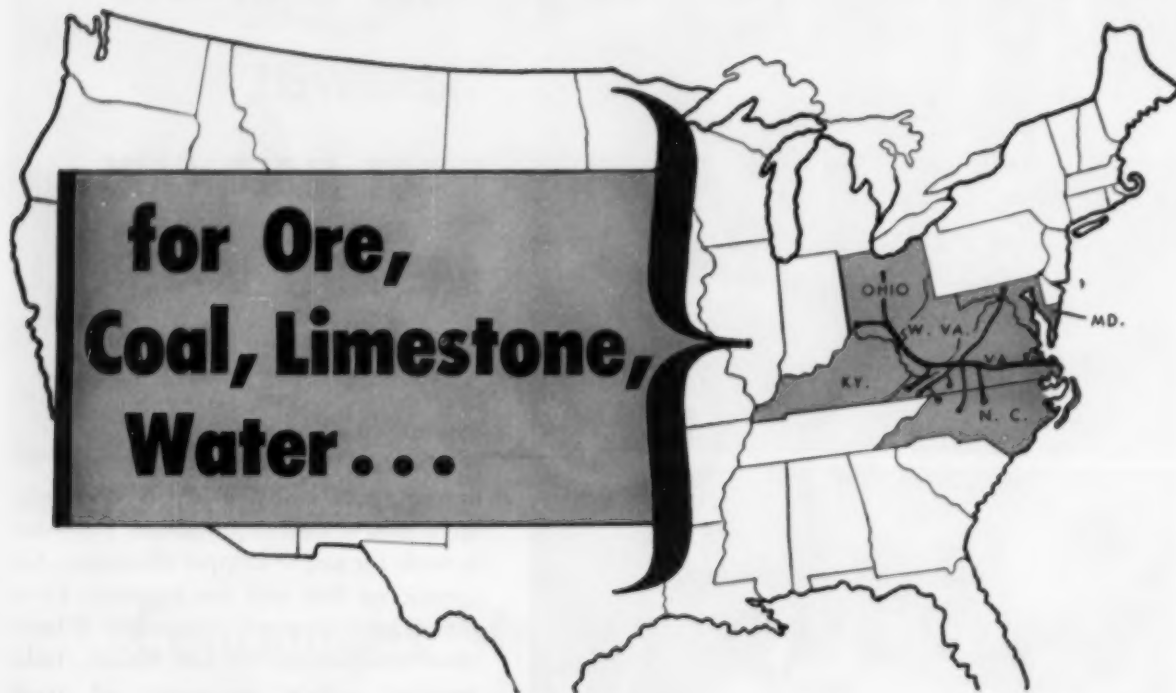 for Ore,
Coal, Limestone,
Water...
OHIO
W. VA.
MD.
VA.
KY.
N. C.